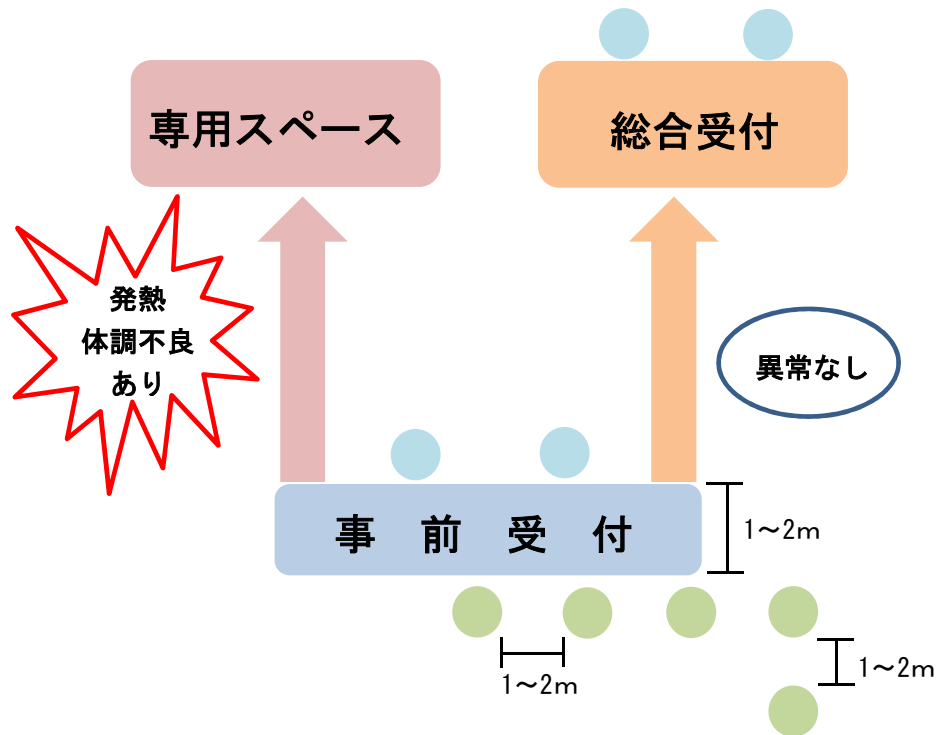 専用スペース
総合受付
発熱
体調不良
あり
異常なし
事　前　受　付
1～2m
1～2m
1～2m